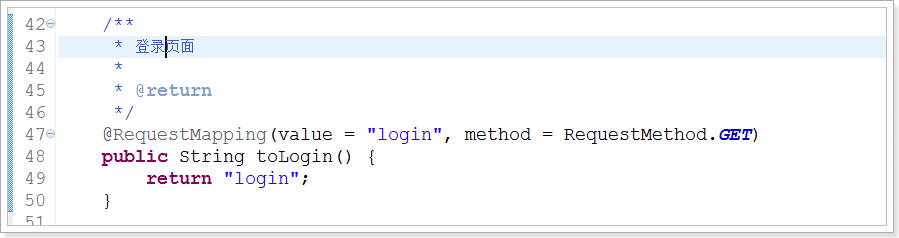 42 /**
43 * 登录页面
44 *
45 * @return
46 */
47 @RequestMapping(value = "login", method = RequestMethod.GET)
48 public String toLogin() {
49 return "login";
50 }
51